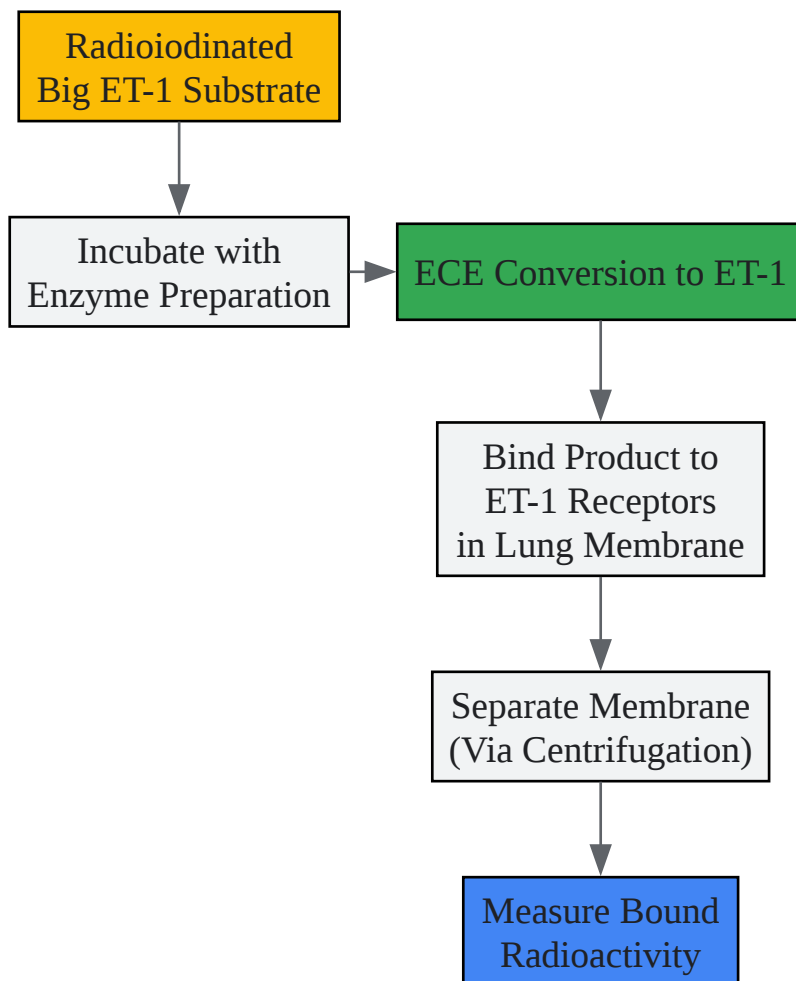 Radioiodinated
Big ET-1 Substrate
Incubate with
Enzyme Preparation
ECE Conversion to ET-1
Bind Product to
ET-1 Receptors
in Lung Membrane
Separate Membrane
(Via Centrifugation)
Measure Bound
Radioactivity